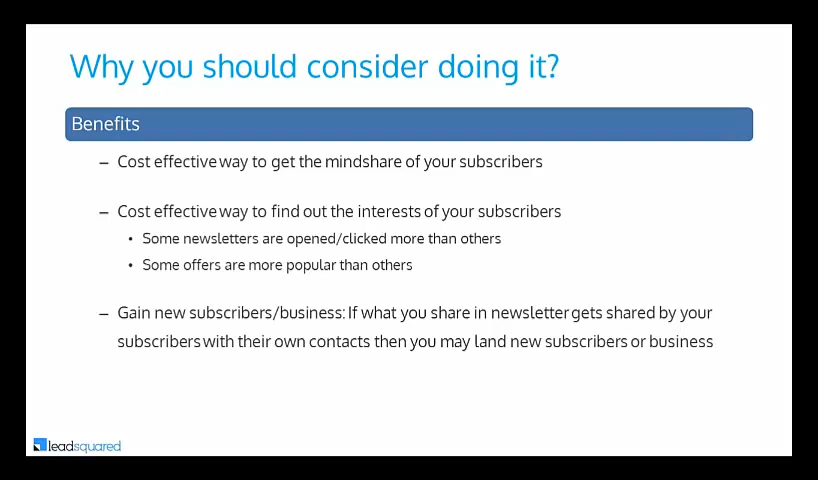 Why you should consider doing it?
Benefits
– Cost effective way to get the mindshare of your subscribers
– Cost effective way to find out the interests of your subscribers
• Some newsletters are opened/clicked more than others
• Some offers are more popular than others
– Gain new subscribers/business: If what you share in newsletter gets shared by your
subscribers with their own contacts then you may land new subscribers or business
leadsquared